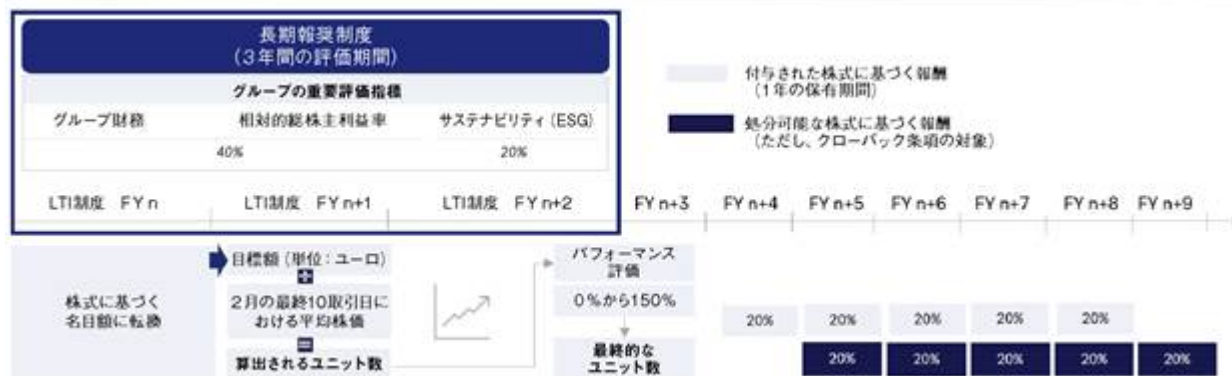 長期報奨制度
(3年間の評価期間)
グループの重要評価指標
グループ財務 相対的総株主利益率 サステナビリティ(ESG)
40% 20%
付与された株式に基づく報酬
(1年の保有期間)
処分可能な株式に基づく報酬
(ただし、クローバック条項の対象)
LTI制度 FY n LTI制度 FY n+1 LTI制度 FY n+2 FY n+3 FY n+4 FY n+5 FY n+6 FY n+7 FY n+8 FY n+9
株式に基づく
名目額に転換
目標額(単位:ユーロ)
÷
2月の最終10取引日に
おける平均株価
=
算出されるユニット数
パフォーマンス
評価
0%から150%
最終的な
ユニット数
20% 20% 20% 20% 20%
20% 20% 20% 20% 20%